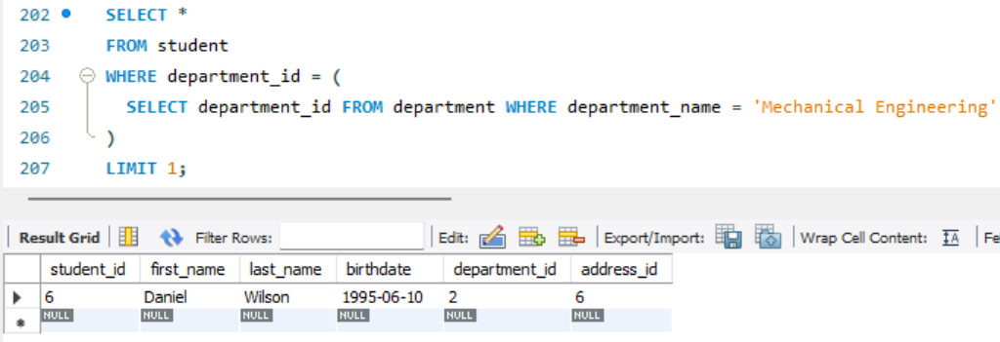 202 SELECT *
203 FROM student
204 WHERE department_id = (
205 SELECT department_id FROM department WHERE department_name = 'Mechanical Engineering'
206 )
207 LIMIT 1;
Result Grid Filter Rows: Edit: Export/Import: Wrap Cell Content: Fe
student_id first_name last_name birthdate department_id address_id
6 Daniel Wilson 1995-06-10 2 6
NULL NULL NULL NULL NULL NULL